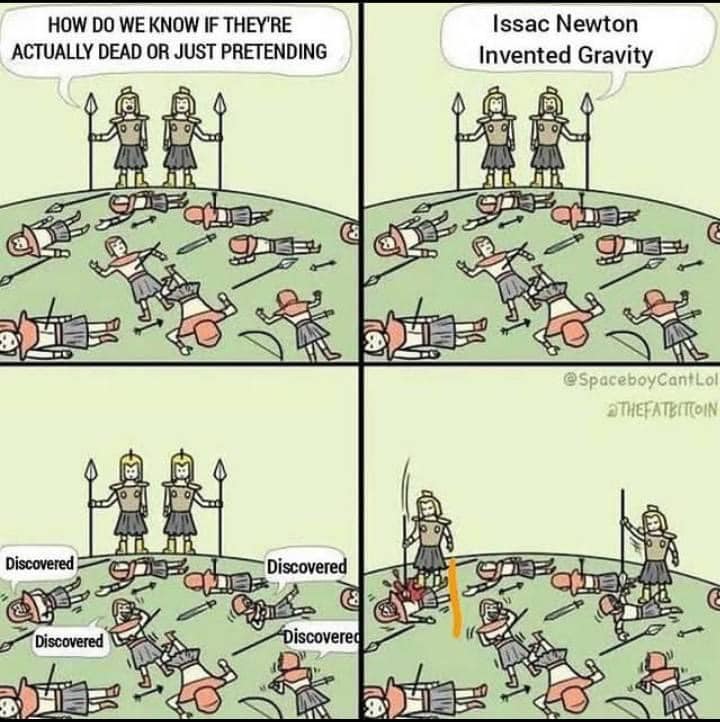 HOW DO WE KNOW IF THEY'RE
ACTUALLY DEAD OR JUST PRETENDING
Issac Newton
Invented Gravity
Discovered
Discovered
Discovered
Discovered
@SpaceboyCantLol
@THEFATBITCOIN